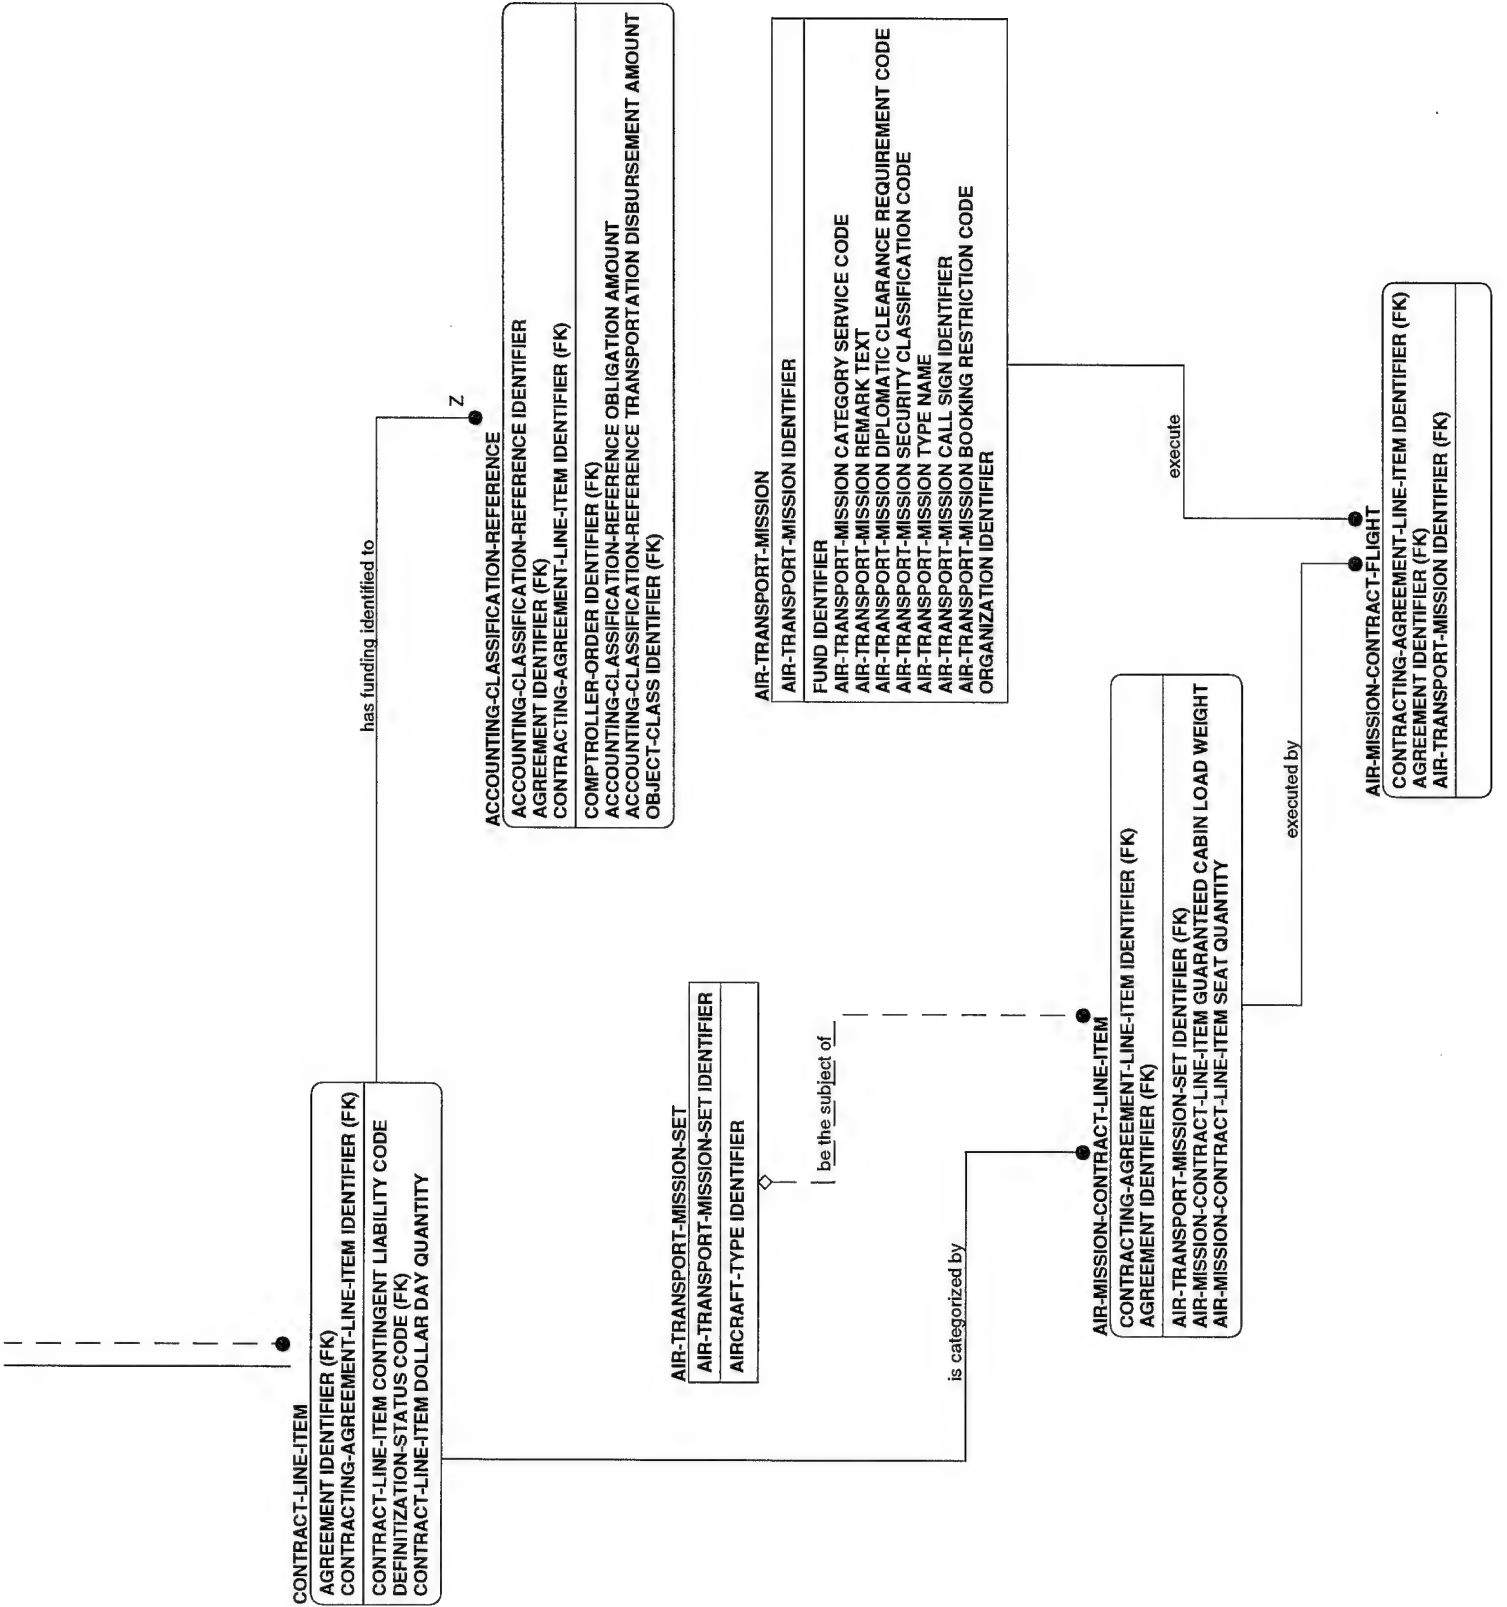 CONTRACT-LINE-ITEM
AGREEMENT IDENTIFIER (FK)
CONTRACTING-AGREEMENT-LINE-ITEM IDENTIFIER (FK)
CONTRACT-LINE-ITEM CONTINGENT LIABILITY CODE
DEFINITIZATION-STATUS CODE (FK)
CONTRACT-LINE-ITEM DOLLAR DAY QUANTITY
has funding identified to
Z
ACCOUNTING-CLASSIFICATION-REFERENCE
ACCOUNTING-CLASSIFICATION-REFERENCE IDENTIFIER
AGREEMENT IDENTIFIER (FK)
CONTRACTING-AGREEMENT-LINE-ITEM IDENTIFIER (FK)
COMPTROLLER-ORDER IDENTIFIER (FK)
ACCOUNTING-CLASSIFICATION-REFERENCE OBLIGATION AMOUNT
ACCOUNTING-CLASSIFICATION-REFERENCE TRANSPORTATION DISBURSEMENT AMOUNT
OBJECT-CLASS IDENTIFIER (FK)
AIR-TRANSPORT-MISSION-SET
AIR-TRANSPORT-MISSION-SET IDENTIFIER
AIRCRAFT-TYPE IDENTIFIER
be the subject of
AIR-TRANSPORT-MISSION
AIR-TRANSPORT-MISSION IDENTIFIER
FUND IDENTIFIER
AIR-TRANSPORT-MISSION CATEGORY SERVICE CODE
AIR-TRANSPORT-MISSION REMARK TEXT
AIR-TRANSPORT-MISSION DIPLOMATIC CLEARANCE REQUIREMENT CODE
AIR-TRANSPORT-MISSION SECURITY CLASSIFICATION CODE
AIR-TRANSPORT-MISSION TYPE NAME
AIR-TRANSPORT-MISSION CALL SIGN IDENTIFIER
AIR-TRANSPORT-MISSION BOOKING RESTRICTION CODE
ORGANIZATION IDENTIFIER
is categorized by
AIR-MISSION-CONTRACT-LINE-ITEM
CONTRACTING-AGREEMENT-LINE-ITEM IDENTIFIER (FK)
AGREEMENT IDENTIFIER (FK)
AIR-TRANSPORT-MISSION-SET IDENTIFIER (FK)
AIR-MISSION-CONTRACT-LINE-ITEM GUARANTEED CABIN LOAD WEIGHT
AIR-MISSION-CONTRACT-LINE-ITEM SEAT QUANTITY
execute
executed by
AIR-MISSION-CONTRACT-FLIGHT
CONTRACTING-AGREEMENT-LINE-ITEM IDENTIFIER (FK)
AGREEMENT IDENTIFIER (FK)
AIR-TRANSPORT-MISSION IDENTIFIER (FK)